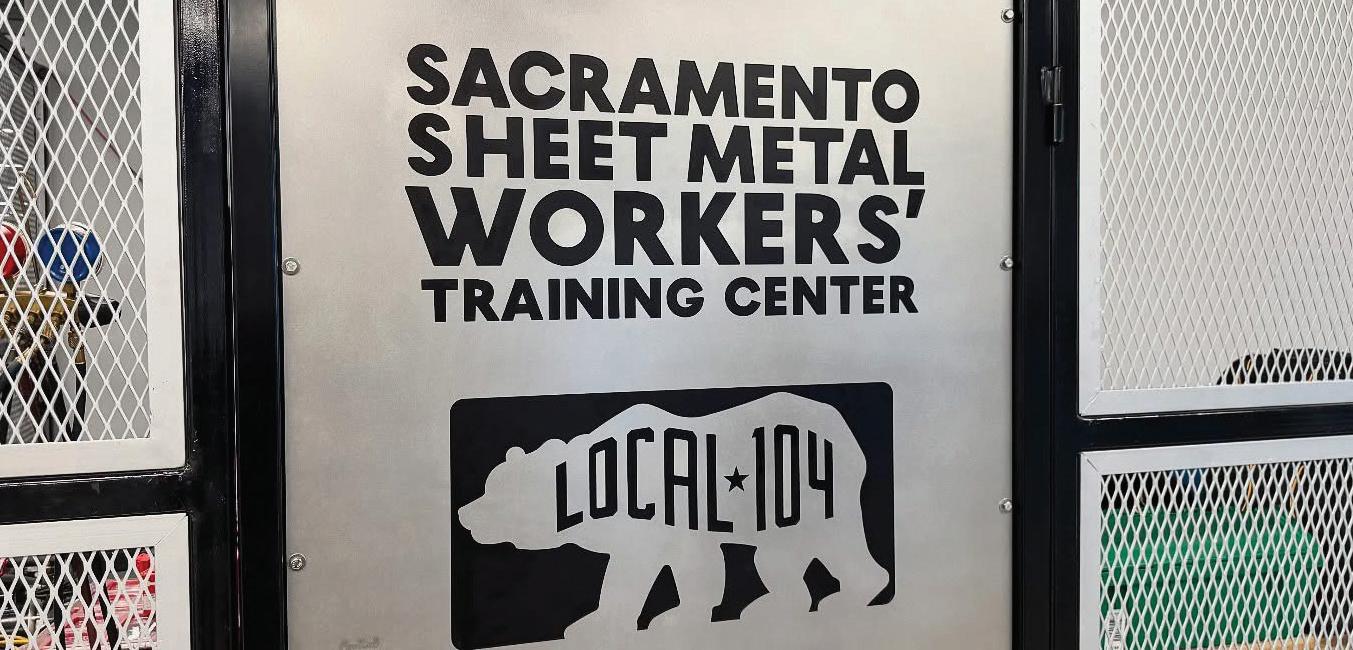 SACRAMENTO
SHEET METAL
WORKERS'
TRAINING CENTER
LOCAL★104